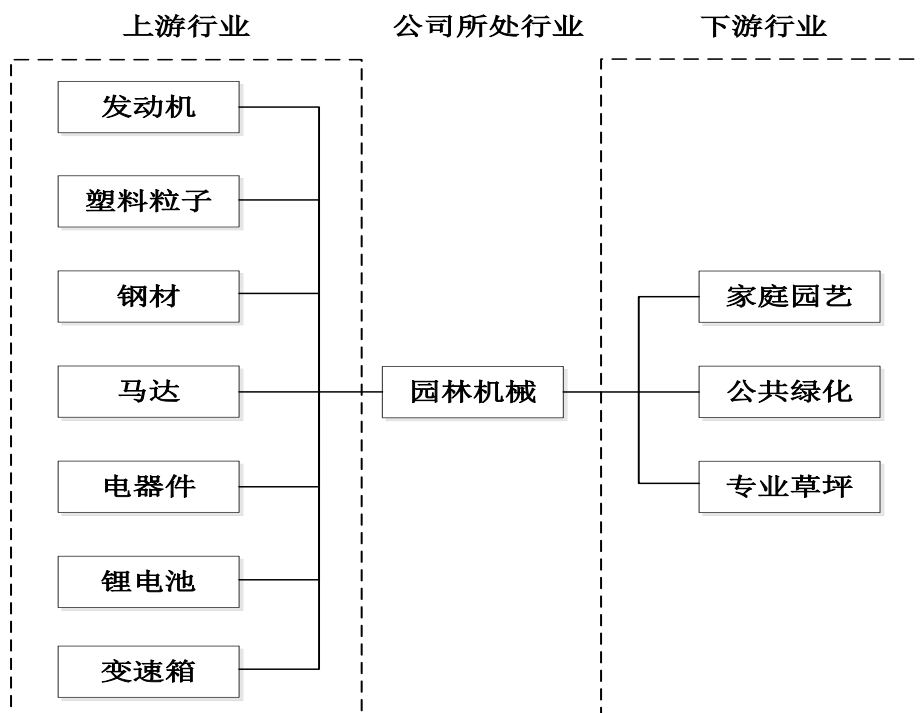 上游行业
公司所处行业
下游行业
发动机
塑料粒子
钢材
马达
电器件
锂电池
变速箱
园林机械
家庭园艺
公共绿化
专业草坪